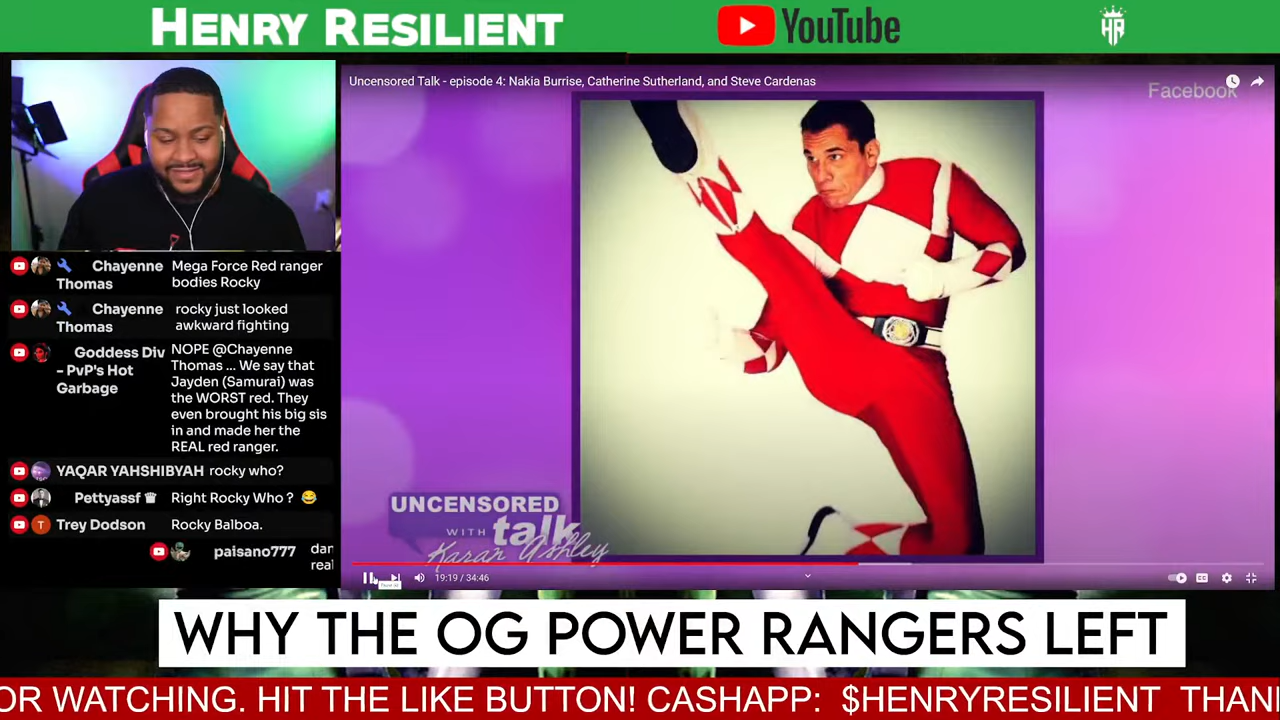 HENRY RESILIENT
YouTube
HR
Uncensored Talk - episode 4: Nakia Burrise, Catherine Sutherland, and Steve Cardenas
Facebook
Chayenne Thomas Mega Force Red ranger
bodies Rocky
Chayenne Thomas rocky just looked
awkward fighting
Goddess Div - PvP's Hot Garbage NOPE @Chayenne
Thomas ... We say that
Jayden (Samurai) was
the WORST red. They
even brought his big sis
in and made her the
REAL red ranger.
YAQAR YAHSHIBYAH rocky who?
Pettyassf Right Rocky Who ? 😂
Trey Dodson Rocky Balboa.
paisano777 dan
real
UNCENSORED
WITH talk
Karan Ashley
19:19 / 34:46
CC
WHY THE OG POWER RANGERS LEFT
OR WATCHING. HIT THE LIKE BUTTON! CASHAPP: $HENRYRESILIENT THAN